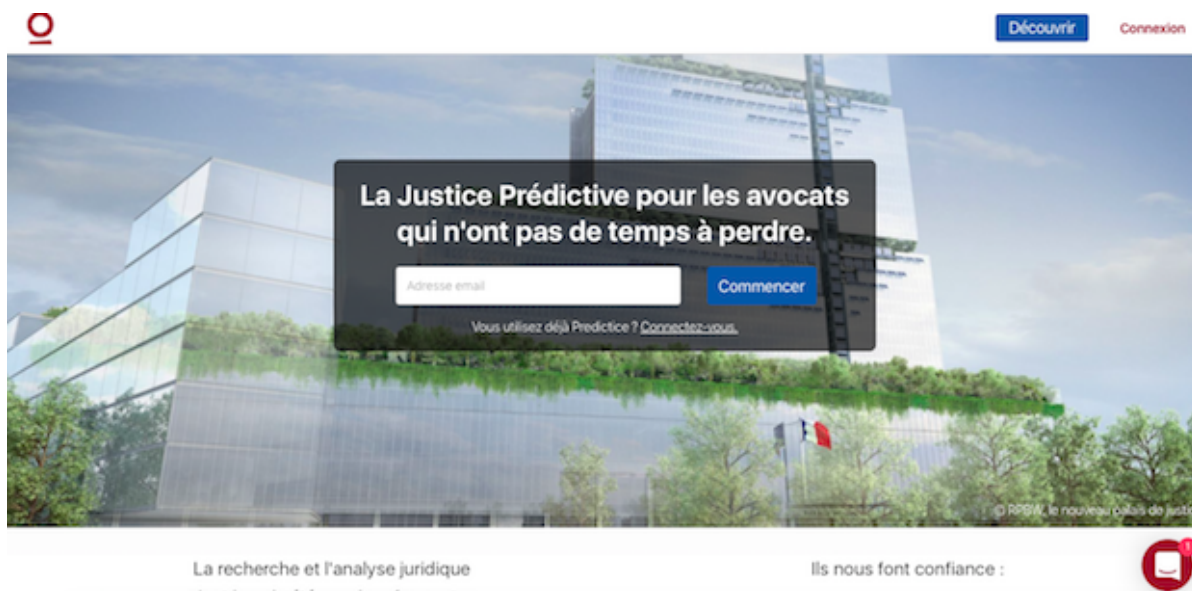 Découvrir
Connexion
La Justice Prédictive pour les avocats
qui n'ont pas de temps à perdre.
Adresse email
Commencer
Vous utilisez déjà Predictice ? Connectez-vous.
© RPBW, le nouveau palais de justic
La recherche et l'analyse juridique
Ils nous font confiance :
1